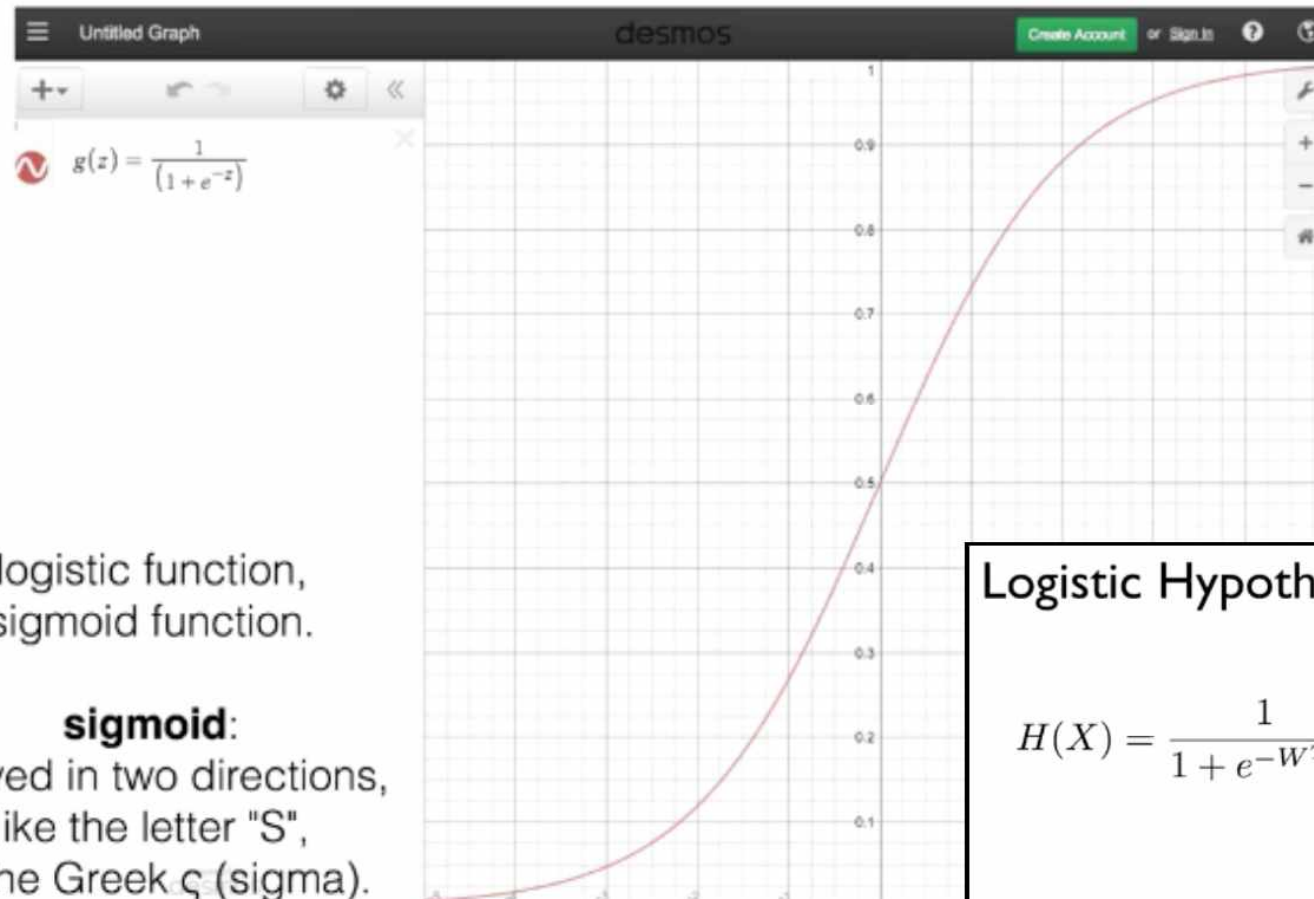 Untitled Graph
desmos
Create Account or Sign In
g(z) = 1 / (1 + e^{-z})
1
0.9
0.8
0.7
0.6
0.5
0.4
0.3
0.2
0.1
logistic function,
sigmoid function.
sigmoid:
ved in two directions,
ike the letter "S",
ne Greek ς (sigma).
Logistic Hypoth
H(X) = 1 / (1 + e^{-W